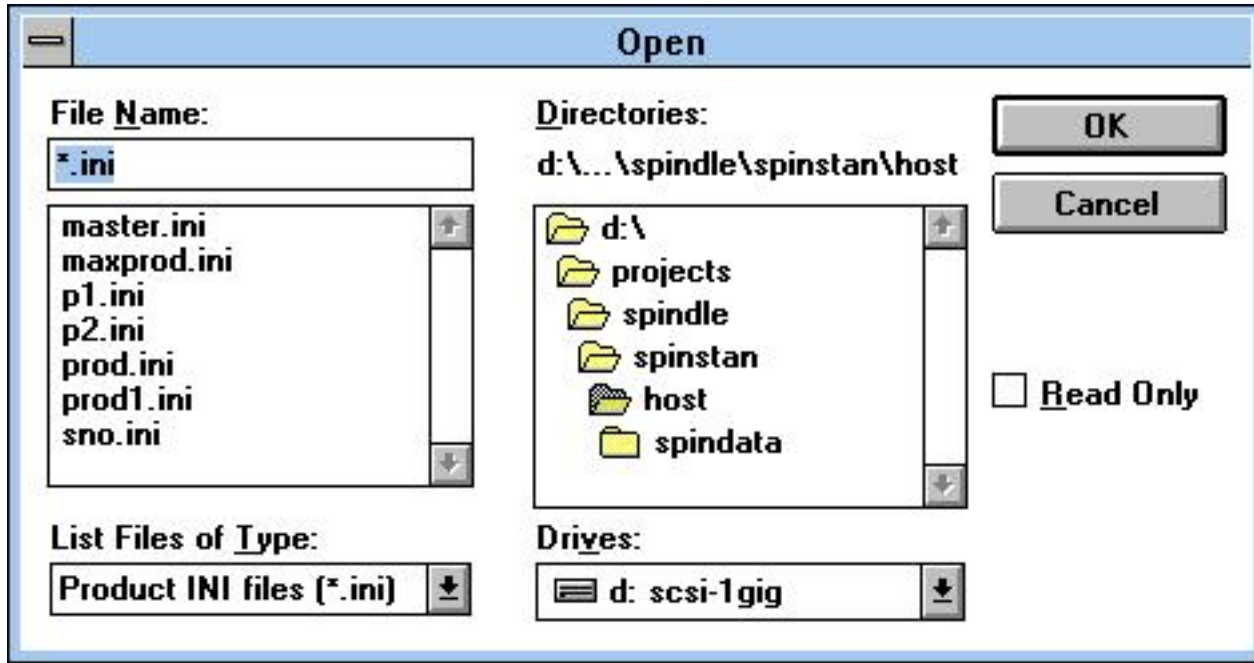 Open
File Name:
*.ini
master.ini
maxprod.ini
p1.ini
p2.ini
prod.ini
prod1.ini
sno.ini
List Files of Type:
Product INI files (*.ini)
Directories:
d:\...\spindle\spinstan\host
d:\
projects
spindle
spinstan
host
spindata
Drives:
d: scsi-1gig
OK
Cancel
Read Only